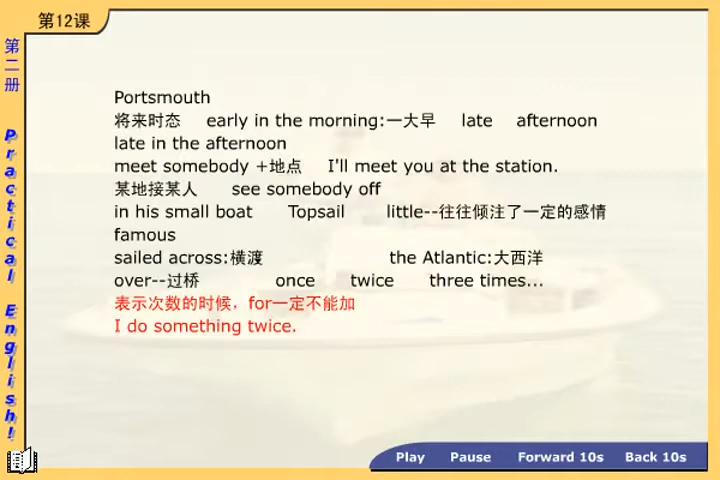 第12课
第二册
Practical English!
Portsmouth
将来时态 early in the morning:一大早 late afternoon
late in the afternoon
meet somebody +地点 I'll meet you at the station.
某地接某人 see somebody off
in his small boat Topsail little--往往倾注了一定的感情
famous
sailed across:横渡 the Atlantic:大西洋
over--过桥 once twice three times...
表示次数的时候，for一定不能加
I do something twice.
Play Pause Forward 10s Back 10s